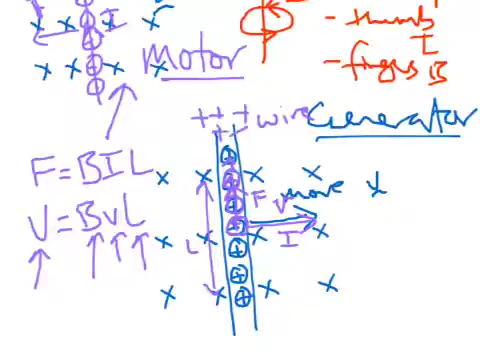 I
- thumb
I
Motor
- fingers B
+ + + wire
Generator
F = BIL
F
V move
V = BvL
I
L